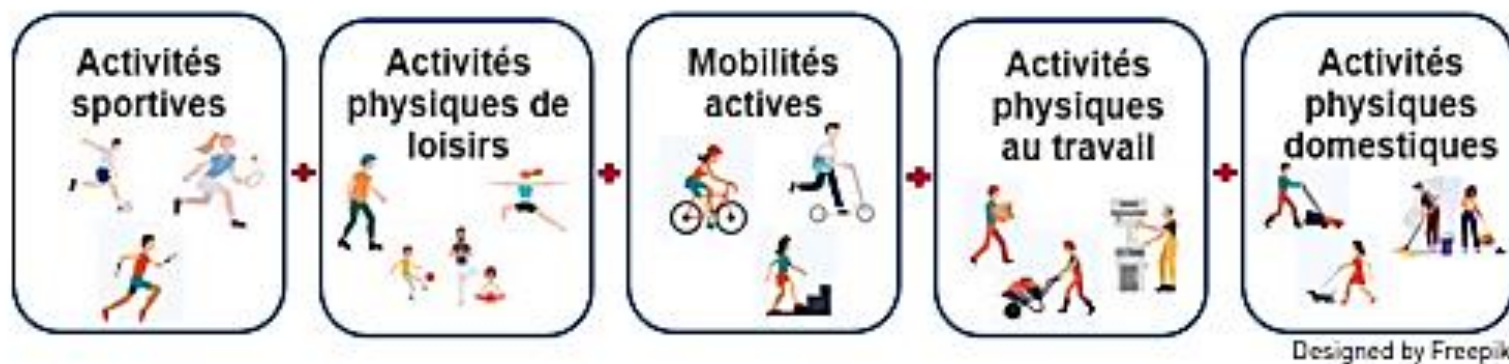 Activités
sportives
Activités
physiques de
loisirs
Mobilités
actives
Activités
physiques
au travail
Activités
physiques
domestiques
Designed by Freepik